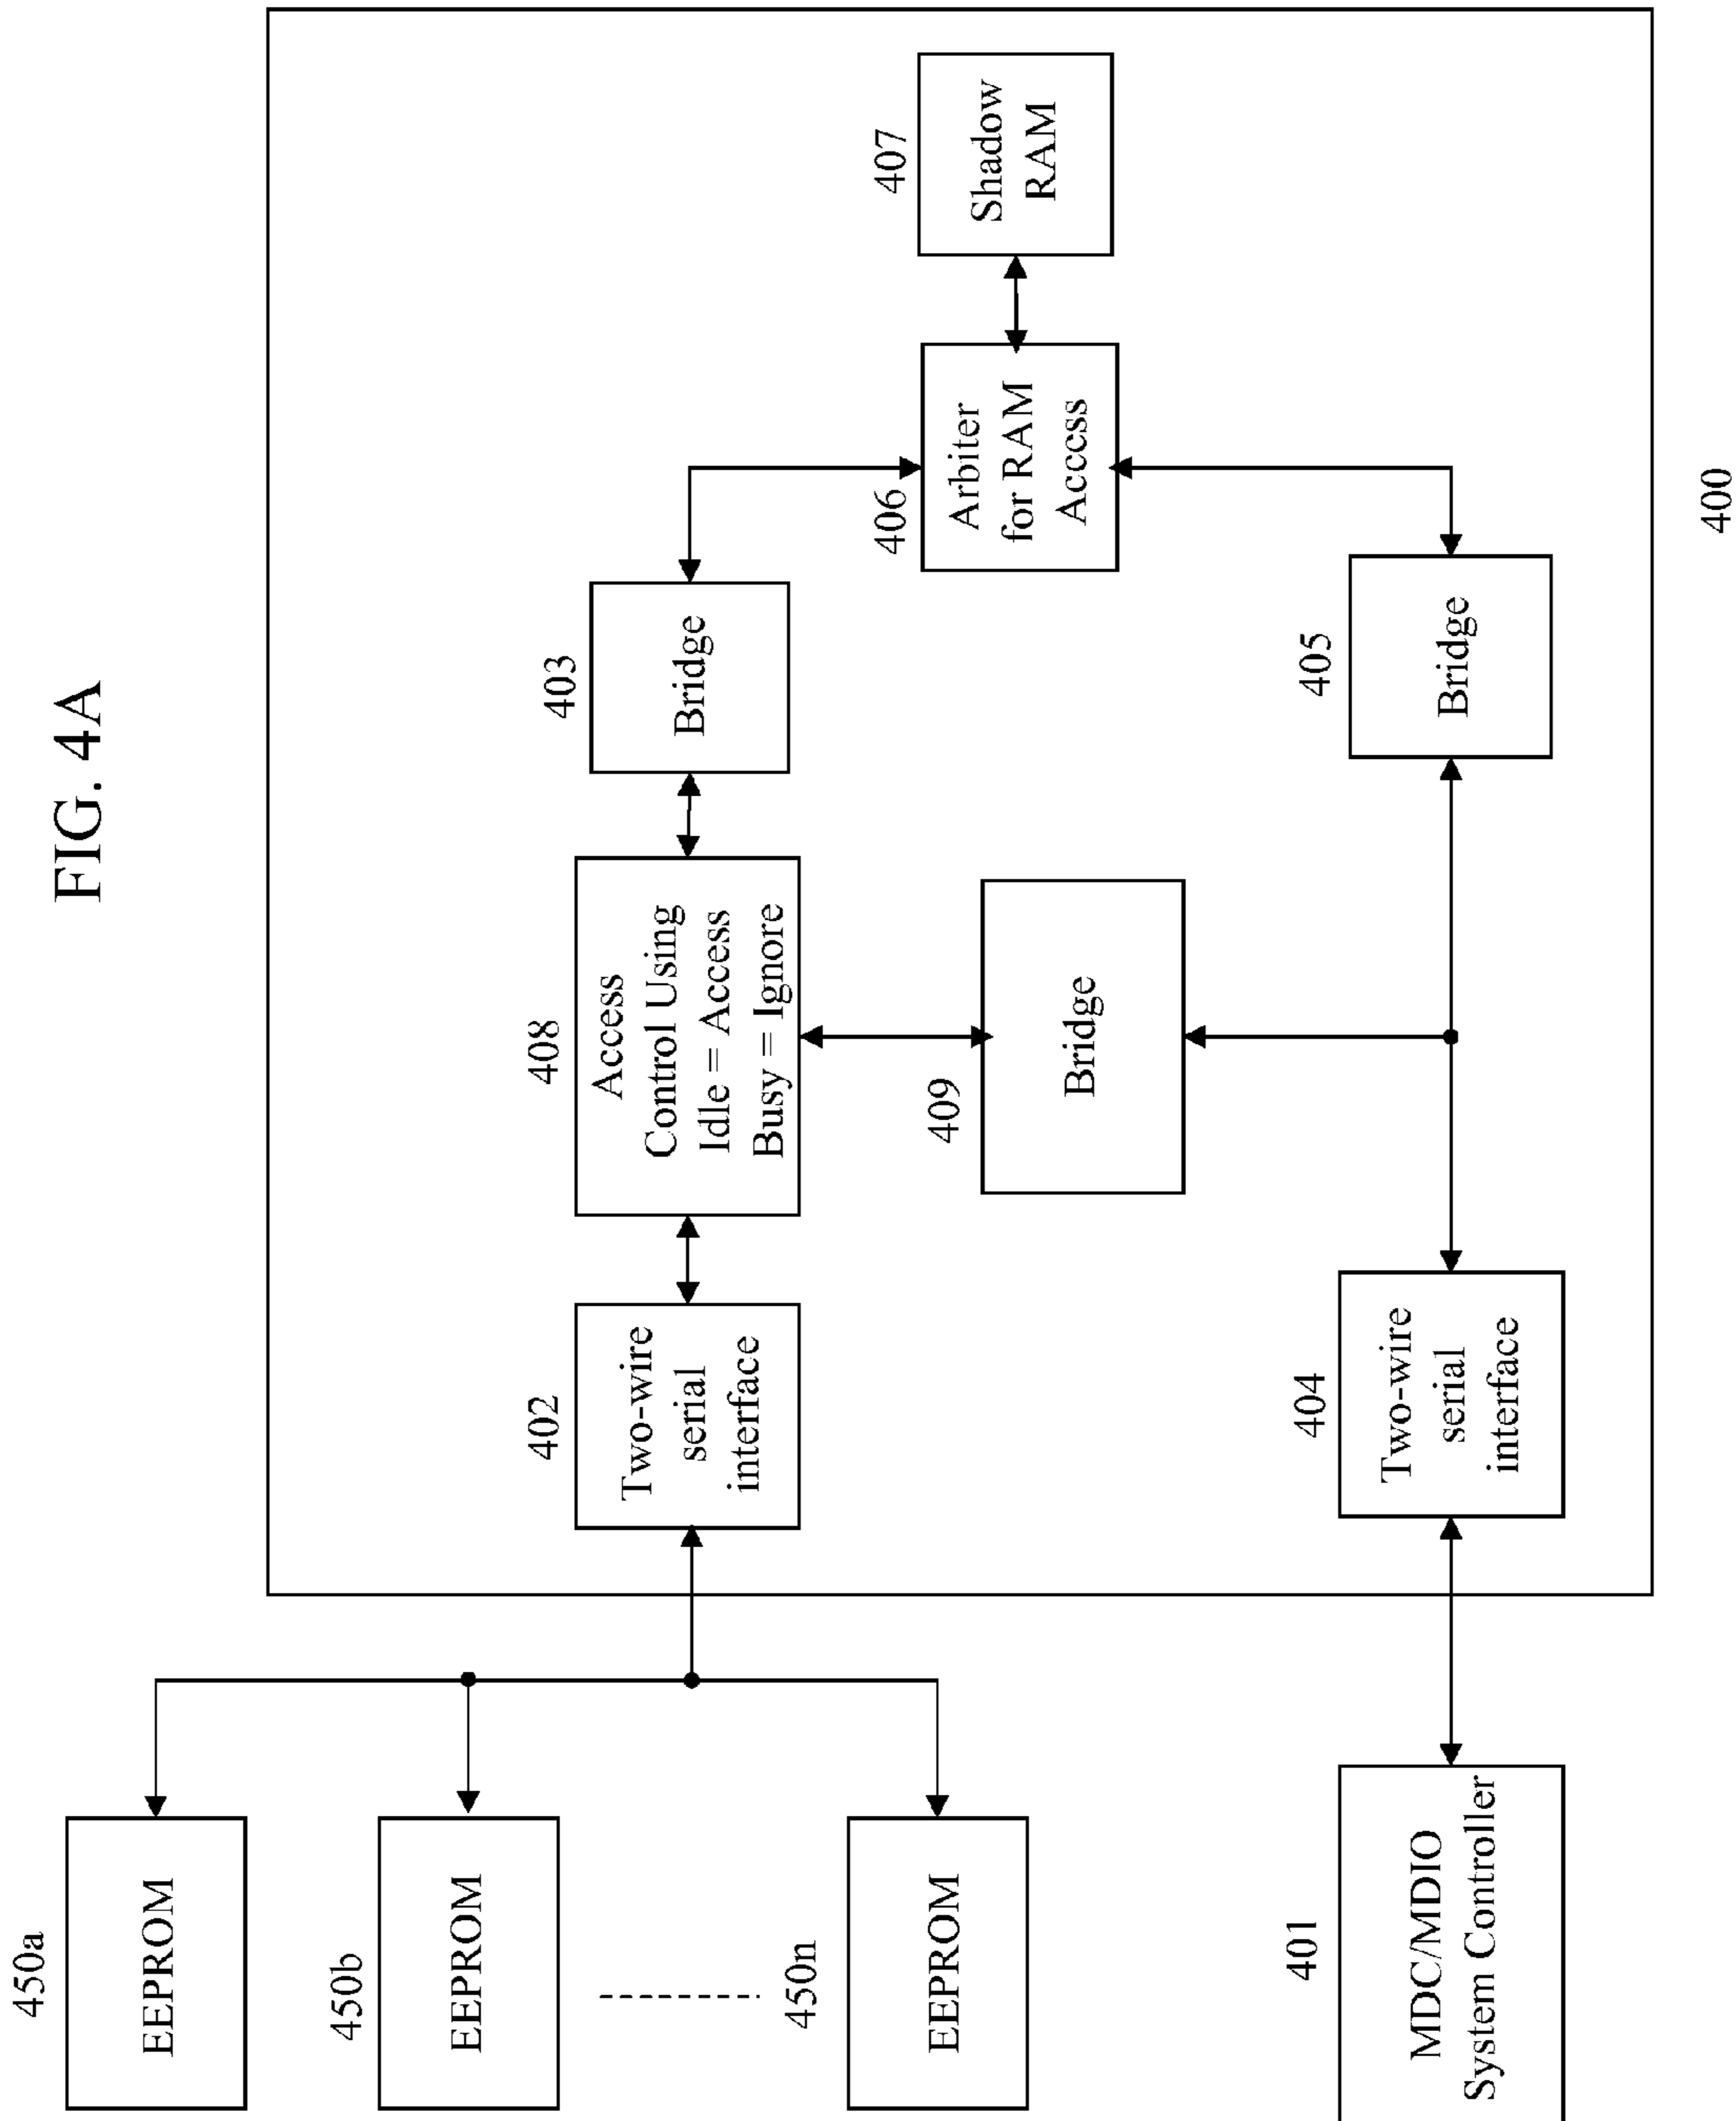 FIG. 4A
450a
EEPROM
450b
EEPROM
450n
EEPROM
402
Two-wire
serial
interface
408
Access
Control Using
Idle = Access
Busy = Ignore
403
Bridge
406
Arbiter
for RAM
Access
407
Shadow
RAM
409
Bridge
401
MDC/MDIO
System Controller
404
Two-wire
serial
interface
405
Bridge
400